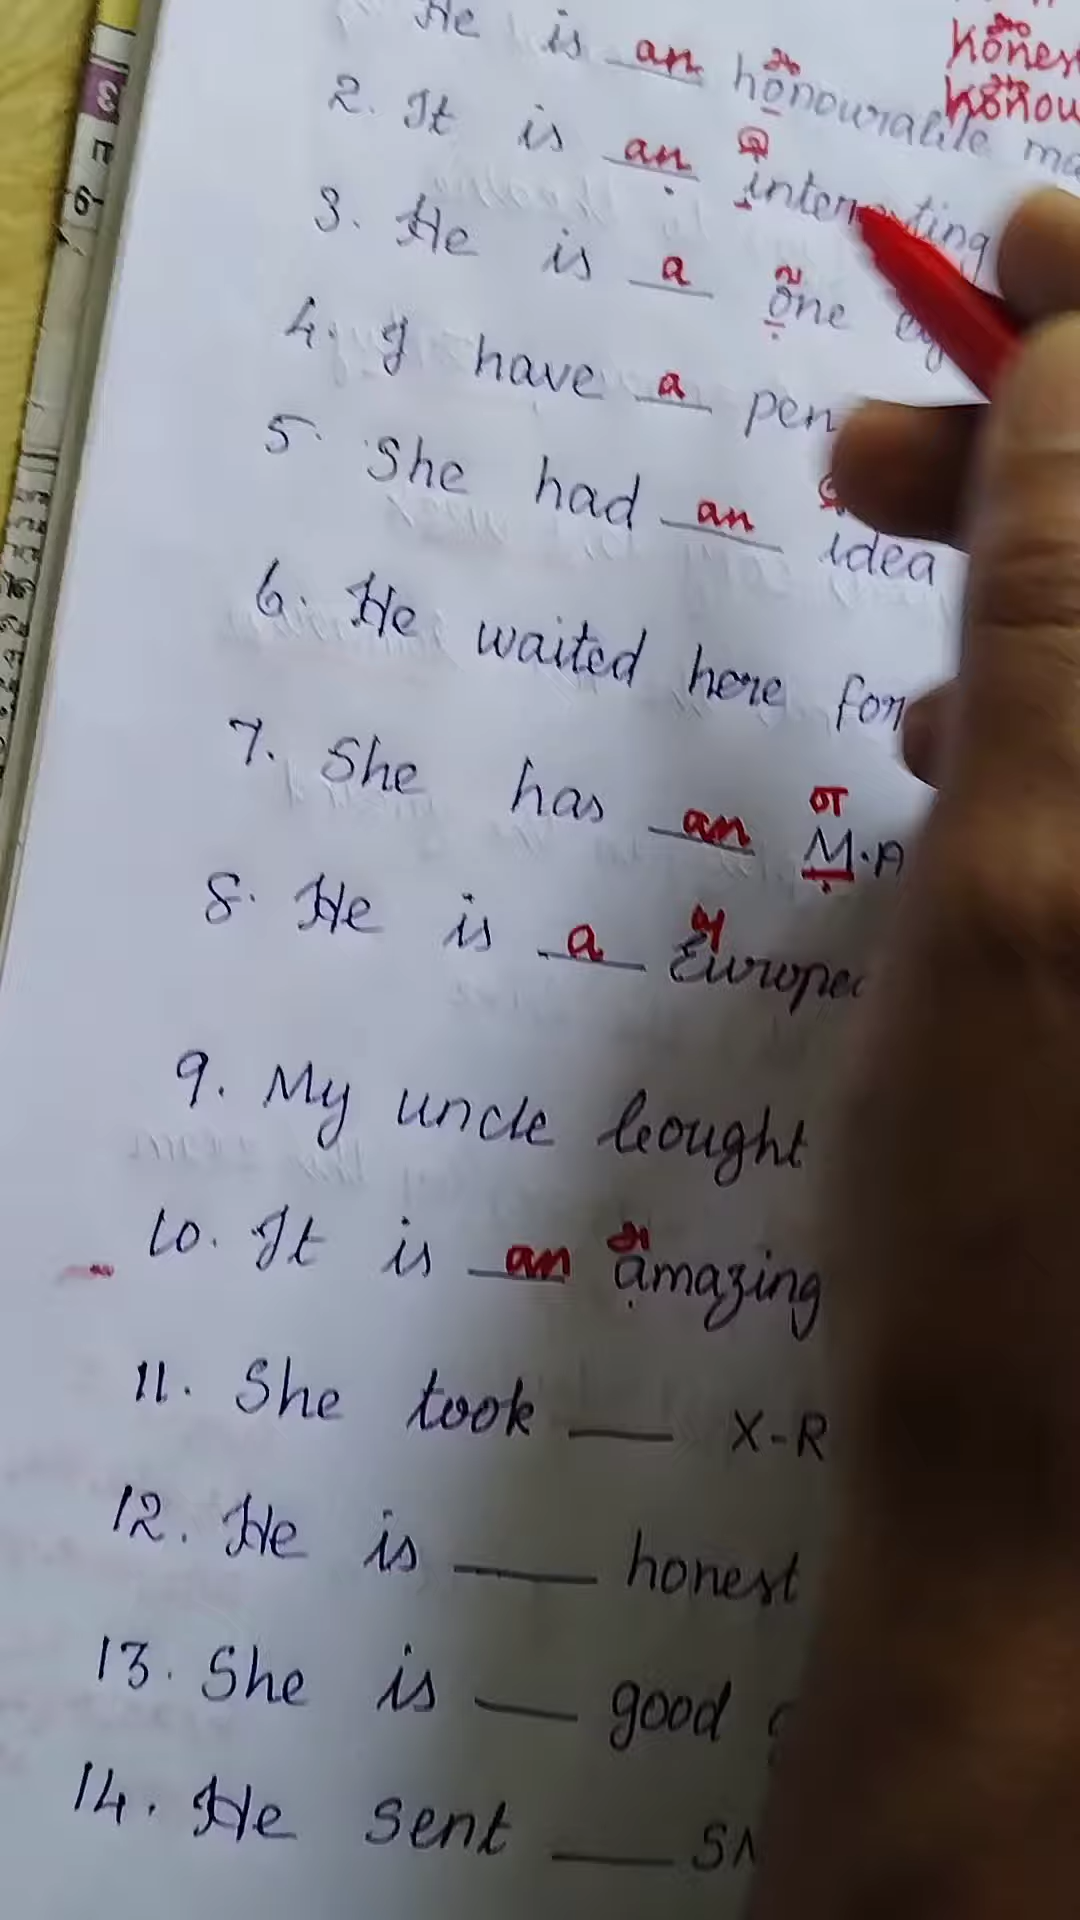 He is an honourable
2. It is an இ
3. He is a one
4. I have a pen
5. She had an idea
6. He waited here for
7. She has an எ M.A
8. He is a
9. My uncle bought
10. It is an அ amazing
11. She took ___ X-R
12. He is ___ honest
13. She is ___ good
14. He sent ___